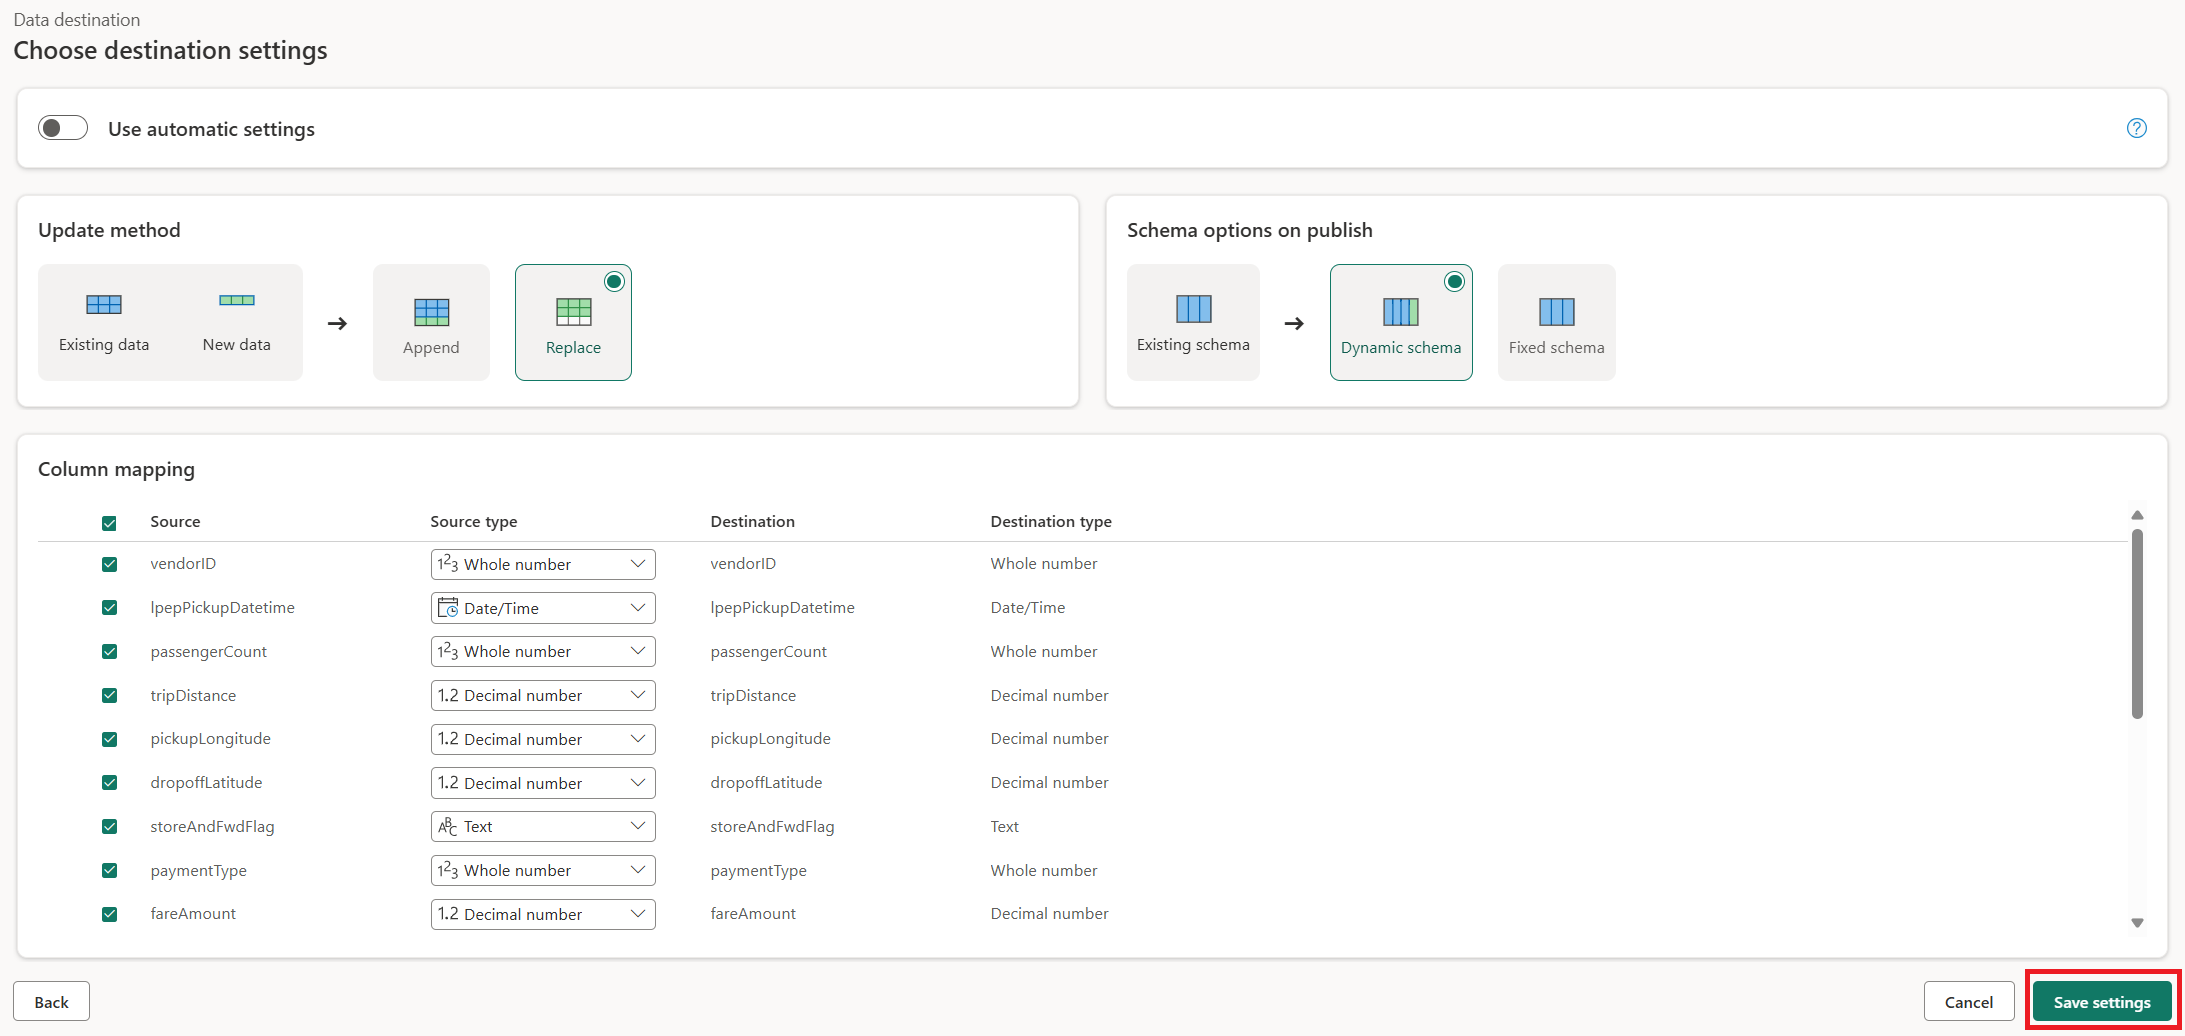 Data destination
Choose destination settings
Use automatic settings
?
Update method
Existing data
New data
Append
Replace
Schema options on publish
Existing schema
Dynamic schema
Fixed schema
Column mapping
Source Source type Destination Destination type
vendorID 123 Whole number vendorID Whole number
lpepPickupDatetime Date/Time lpepPickupDatetime Date/Time
passengerCount 123 Whole number passengerCount Whole number
tripDistance 1.2 Decimal number tripDistance Decimal number
pickupLongitude 1.2 Decimal number pickupLongitude Decimal number
dropoffLatitude 1.2 Decimal number dropoffLatitude Decimal number
storeAndFwdFlag ABC Text storeAndFwdFlag Text
paymentType 123 Whole number paymentType Whole number
fareAmount 1.2 Decimal number fareAmount Decimal number
Back
Cancel
Save settings